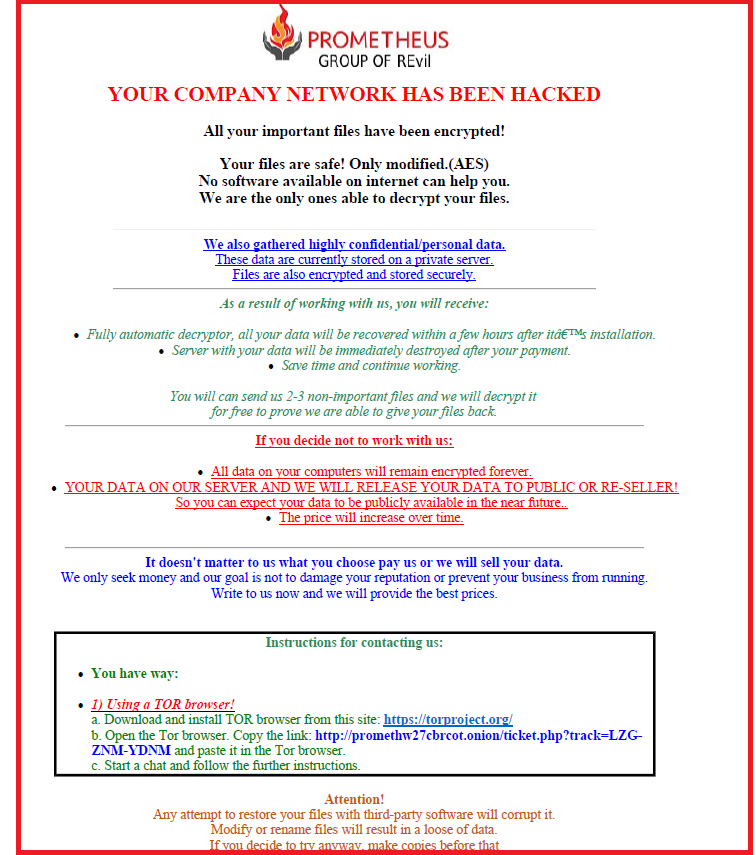 PROMETHEUS
GROUP OF REvil
YOUR COMPANY NETWORK HAS BEEN HACKED
All your important files have been encrypted!
Your files are safe! Only modified.(AES)
No software available on internet can help you.
We are the only ones able to decrypt your files.
We also gathered highly confidential/personal data.
These data are currently stored on a private server.
Files are also encrypted and stored securely.
As a result of working with us, you will receive:
• Fully automatic decryptor, all your data will be recovered within a few hours after itâ€™s installation.
• Server with your data will be immediately destroyed after your payment.
• Save time and continue working.
You will can send us 2-3 non-important files and we will decrypt it
for free to prove we are able to give your files back.
If you decide not to work with us:
• All data on your computers will remain encrypted forever.
• YOUR DATA ON OUR SERVER AND WE WILL RELEASE YOUR DATA TO PUBLIC OR RE-SELLER!
So you can expect your data to be publicly available in the near future..
• The price will increase over time.
It doesn't matter to us what you choose pay us or we will sell your data.
We only seek money and our goal is not to damage your reputation or prevent your business from running.
Write to us now and we will provide the best prices.
Instructions for contacting us:
• You have way:
• 1) Using a TOR browser!
a. Download and install TOR browser from this site: https://torproject.org/
b. Open the Tor browser. Copy the link: http://promethw27cbrcot.onion/ticket.php?track=LZG-
ZNM-YDNM and paste it in the Tor browser.
c. Start a chat and follow the further instructions.
Attention!
Any attempt to restore your files with third-party software will corrupt it.
Modify or rename files will result in a loose of data.
If you decide to try anyway, make copies before that